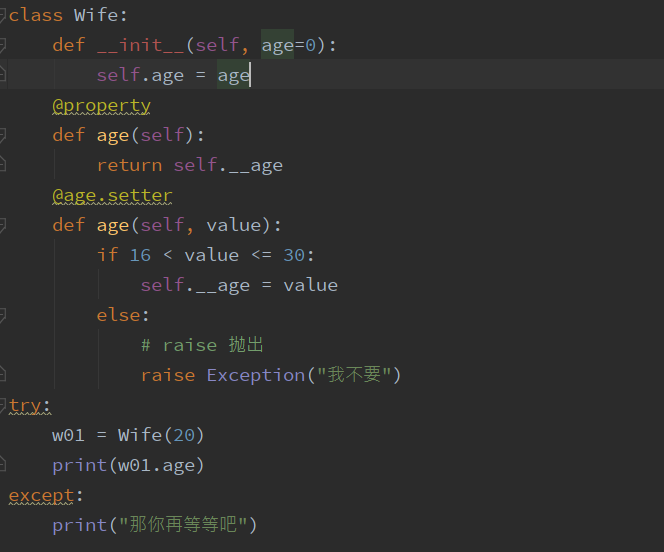 class Wife:
    def __init__(self, age=0):
        self.age = age
    @property
    def age(self):
        return self.__age
    @age.setter
    def age(self, value):
        if 16 < value <= 30:
            self.__age = value
        else:
            # raise 抛出
            raise Exception("我不要")
try:
    w01 = Wife(20)
    print(w01.age)
except:
    print("那你再等等吧")